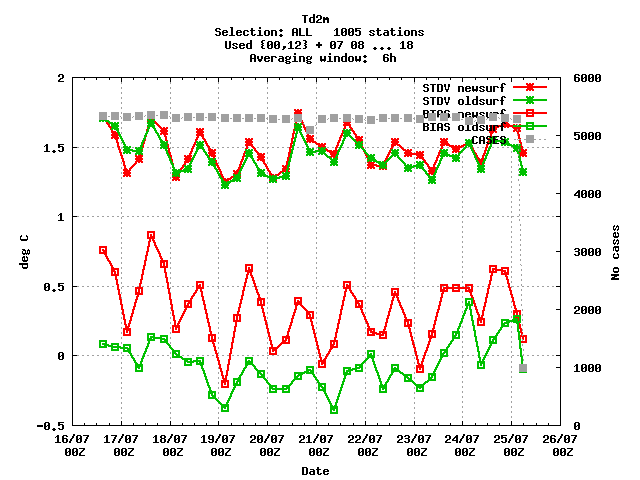 Td2m
Selection: ALL   1005 stations
Used {00,12} + 07 08 ... 18
Averaging window:  6h
STDV newsurf
STDV oldsurf
BIAS newsurf
BIAS oldsurf
CASES
2
1.5
1
0.5
0
-0.5
deg C
6000
5000
4000
3000
2000
1000
0
No cases
16/07 17/07 18/07 19/07 20/07 21/07 22/07 23/07 24/07 25/07 26/07
00Z 00Z 00Z 00Z 00Z 00Z 00Z 00Z 00Z 00Z 00Z
Date